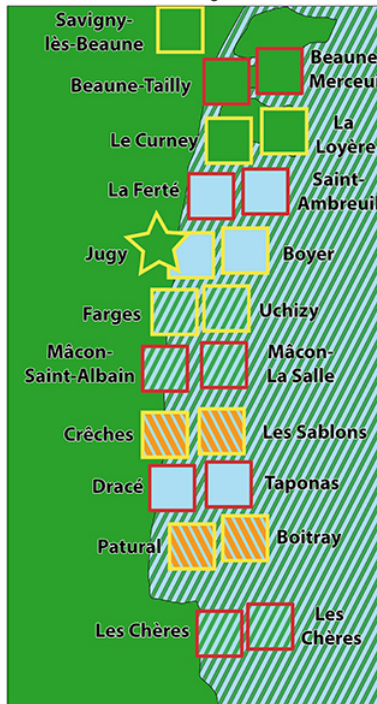 Savigny-
lès-Beaune
Beaune-Tailly
Beaune-
Merceuil
Le Curney
La
Loyère
La Ferté
Saint-
Ambreuil
Jugy
Boyer
Farges
Uchizy
Mâcon-
Saint-Albain
Mâcon-
La Salle
Crêches
Les Sablons
Dracé
Taponas
Patural
Boitray
Les Chères
Les
Chères